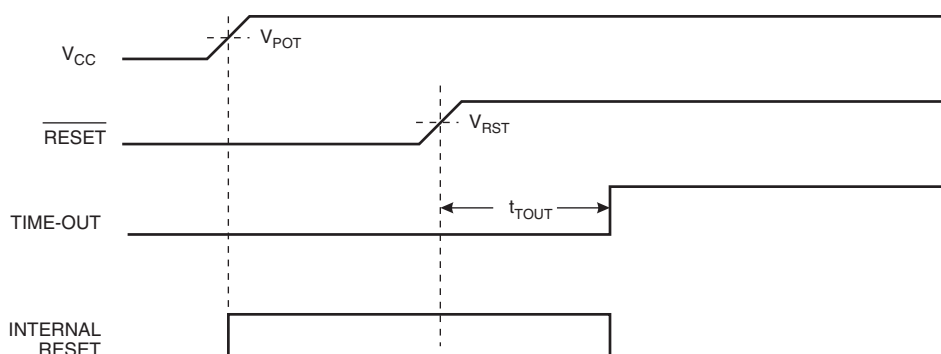 V_CC
V_POT
RESET
V_RST
TIME-OUT
t_TOUT
INTERNAL
RESET